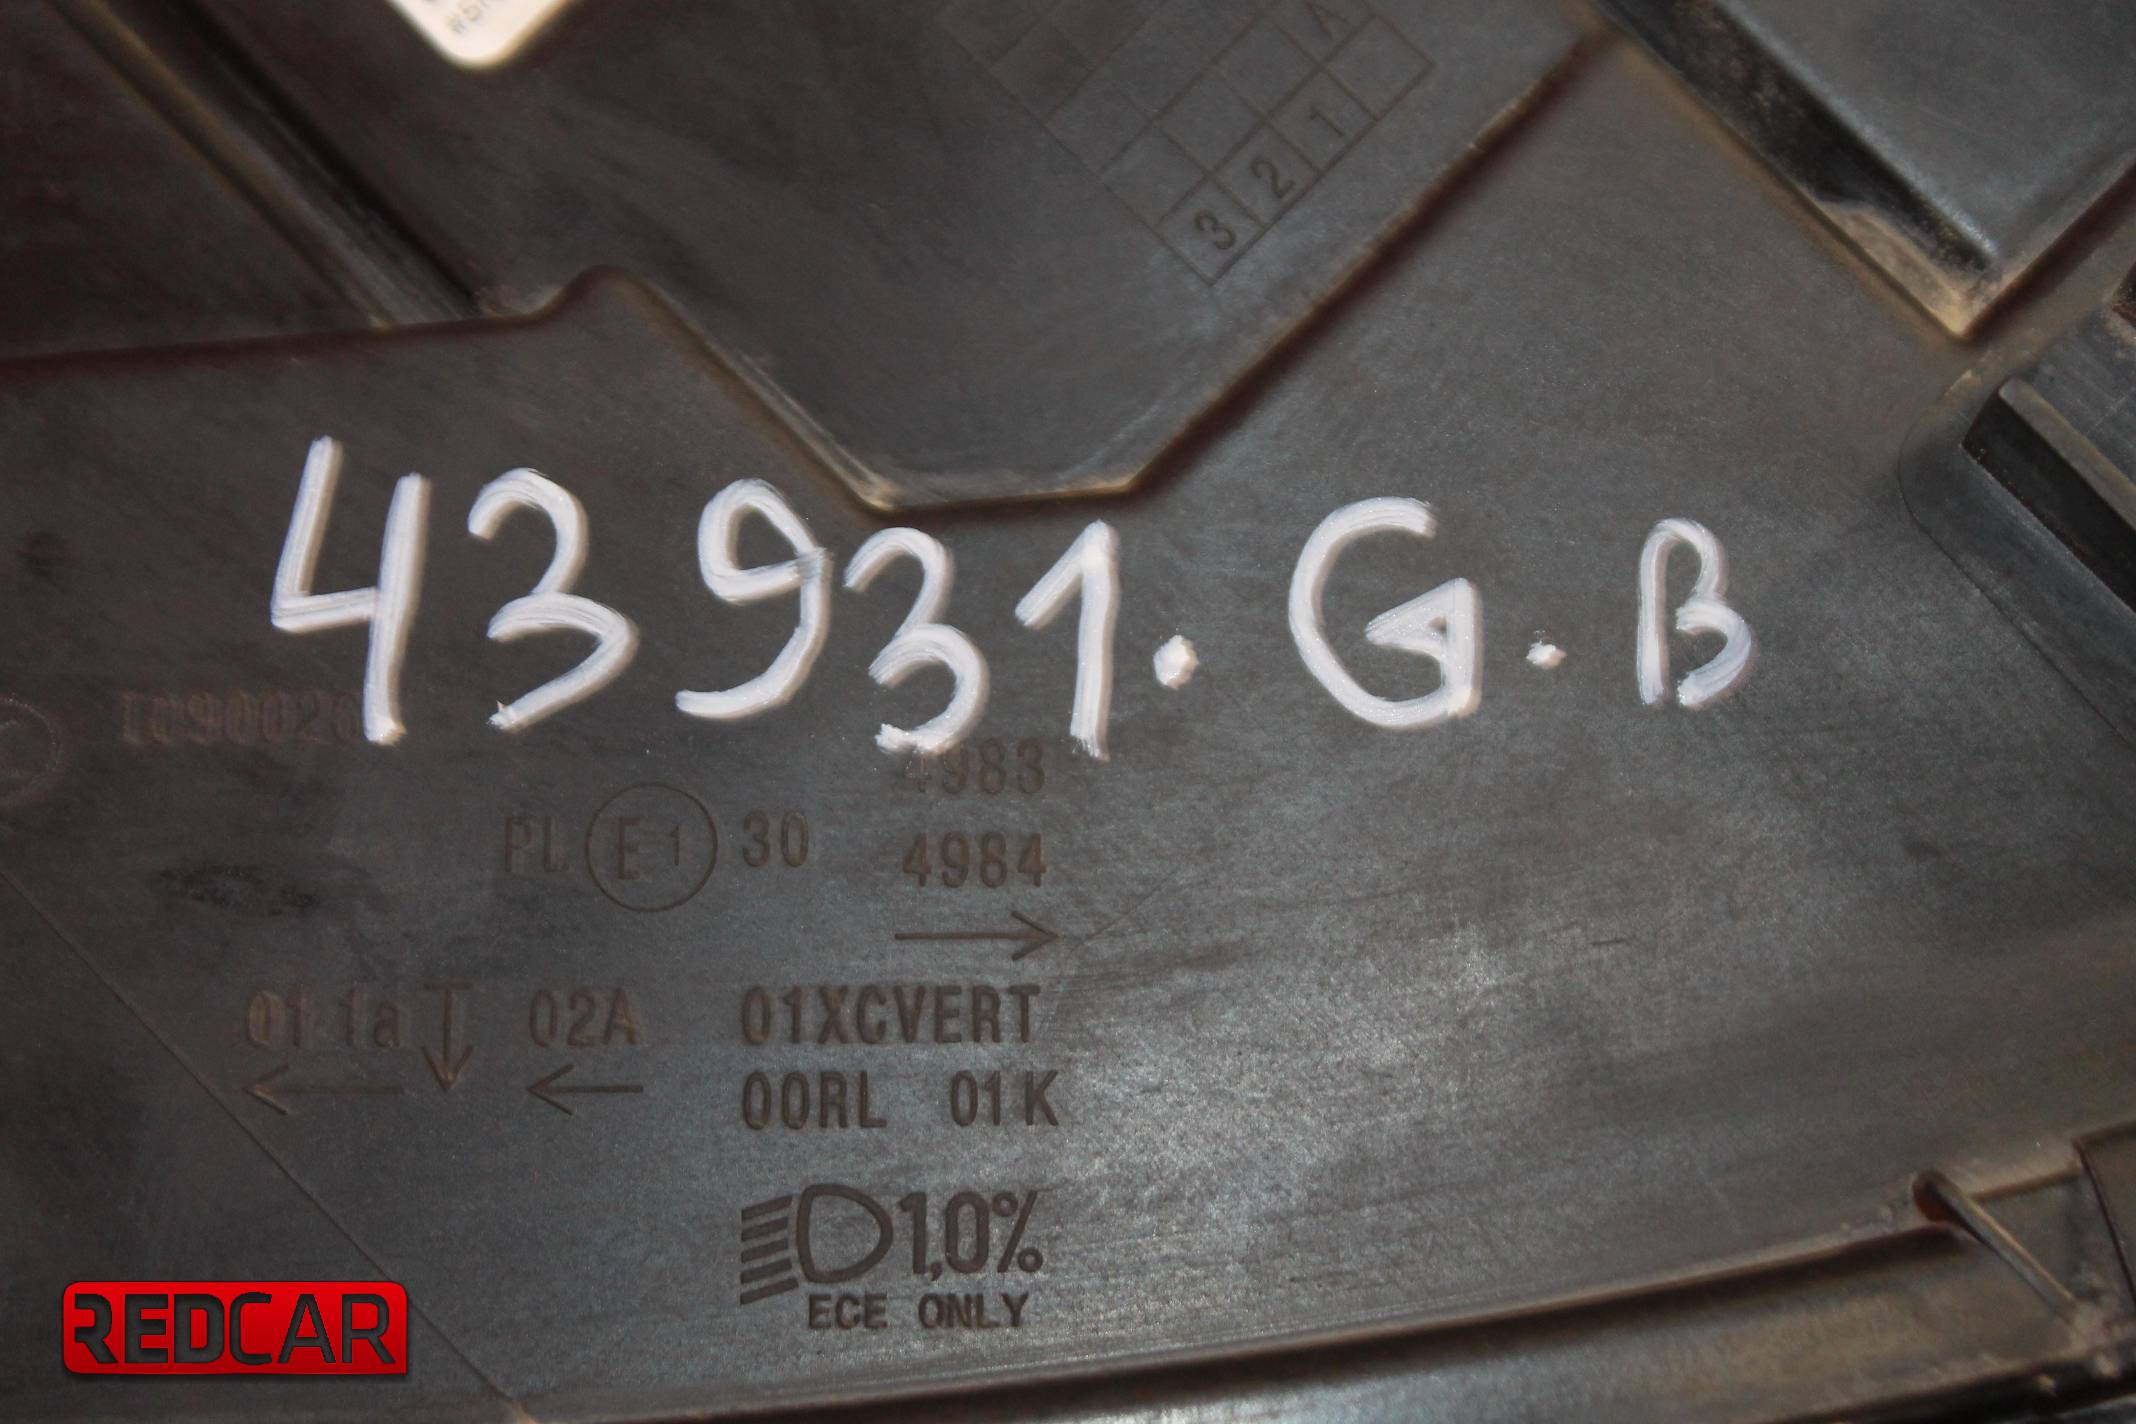 A
1
2
3
43931.G.B
4983
PL E1 30 4984
01 1a 02A 01XCVERT
00RL 01K
1,0%
ECE ONLY
REDCAR